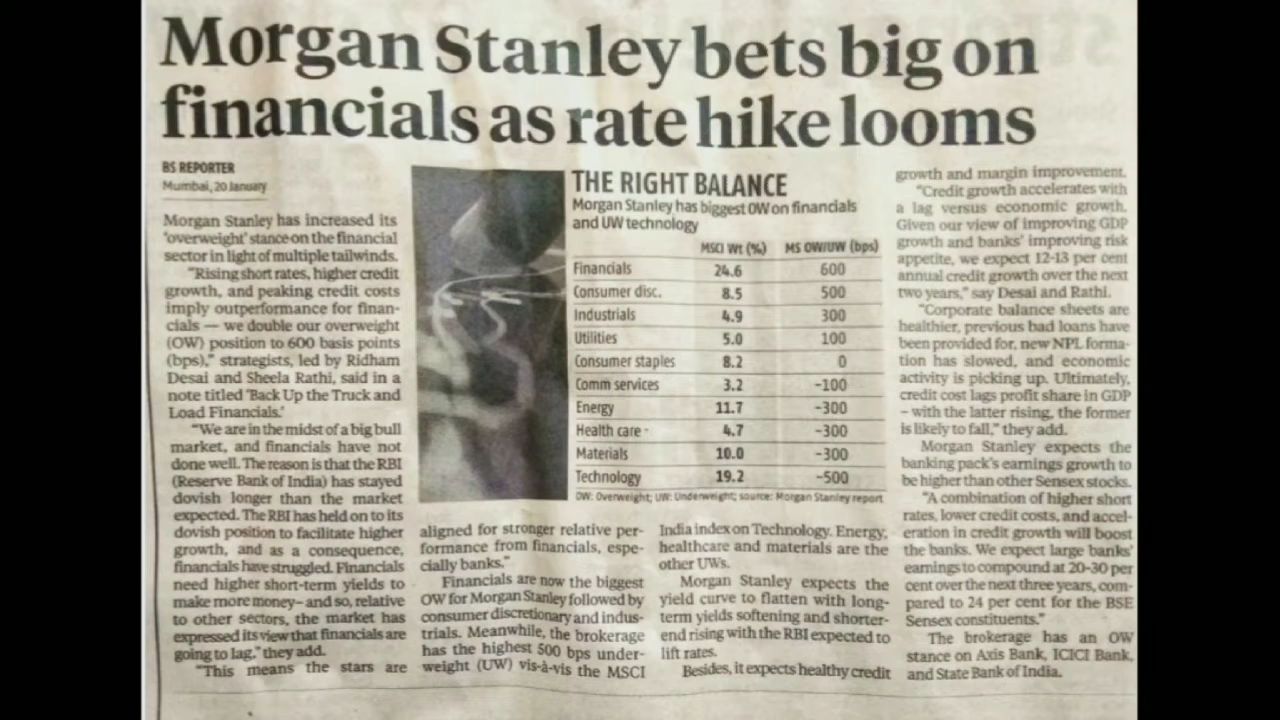 Morgan Stanley bets big on
financials as rate hike looms
BS REPORTER
Mumbai, 20 January
Morgan Stanley has increased its
'overweight' stance on the financial
sector in light of multiple tailwinds.
"Rising short rates, higher credit
growth, and peaking credit costs
imply outperformance for finan-
cials — we double our overweight
(OW) position to 600 basis points
(bps)," strategists, led by Ridham
Desai and Sheela Rathi, said in a
note titled 'Back Up the Truck and
Load Financials.'
"We are in the midst of a big bull
market, and financials have not
done well. The reason is that the RBI
(Reserve Bank of India) has stayed
dovish longer than the market
expected. The RBI has held on to its
dovish position to facilitate higher
growth, and as a consequence,
financials have struggled. Financials
need higher short-term yields to
make more money– and so, relative
to other sectors, the market has
expressed its view that financials are
going to lag," they add.
"This means the stars are
THE RIGHT BALANCE
Morgan Stanley has biggest OW on financials
and UW technology
MSCI Wt (%) MS OW/UW (bps)
Financials 24.6 600
Consumer disc. 8.5 500
Industrials 4.9 300
Utilities 5.0 100
Consumer staples 8.2 0
Comm services 3.2 -100
Energy 11.7 -300
Health care 4.7 -300
Materials 10.0 -300
Technology 19.2 -500
OW: Overweight; UW: Underweight; source: Morgan Stanley report
aligned for stronger relative per-
formance from financials, espe-
cially banks."
Financials are now the biggest
OW for Morgan Stanley followed by
consumer discretionary and indus-
trials. Meanwhile, the brokerage
has the highest 500 bps under-
weight (UW) vis-à-vis the MSCI
India index on Technology. Energy,
healthcare and materials are the
other UWs.
Morgan Stanley expects the
yield curve to flatten with long-
term yields softening and shorter-
end rising with the RBI expected to
lift rates.
Besides, it expects healthy credit
growth and margin improvement.
"Credit growth accelerates with
a lag versus economic growth.
Given our view of improving GDP
growth and banks' improving risk
appetite, we expect 12-13 per cent
annual credit growth over the next
two years," say Desai and Rathi.
"Corporate balance sheets are
healthier, previous bad loans have
been provided for, new NPL forma-
tion has slowed, and economic
activity is picking up. Ultimately,
credit cost lags profit share in GDP
– with the latter rising, the former
is likely to fall," they add.
Morgan Stanley expects the
banking pack's earnings growth to
be higher than other Sensex stocks.
"A combination of higher short
rates, lower credit costs, and accel-
eration in credit growth will boost
the banks. We expect large banks'
earnings to compound at 20-30 per
cent over the next three years, com-
pared to 24 per cent for the BSE
Sensex constituents."
The brokerage has an OW
stance on Axis Bank, ICICI Bank,
and State Bank of India.